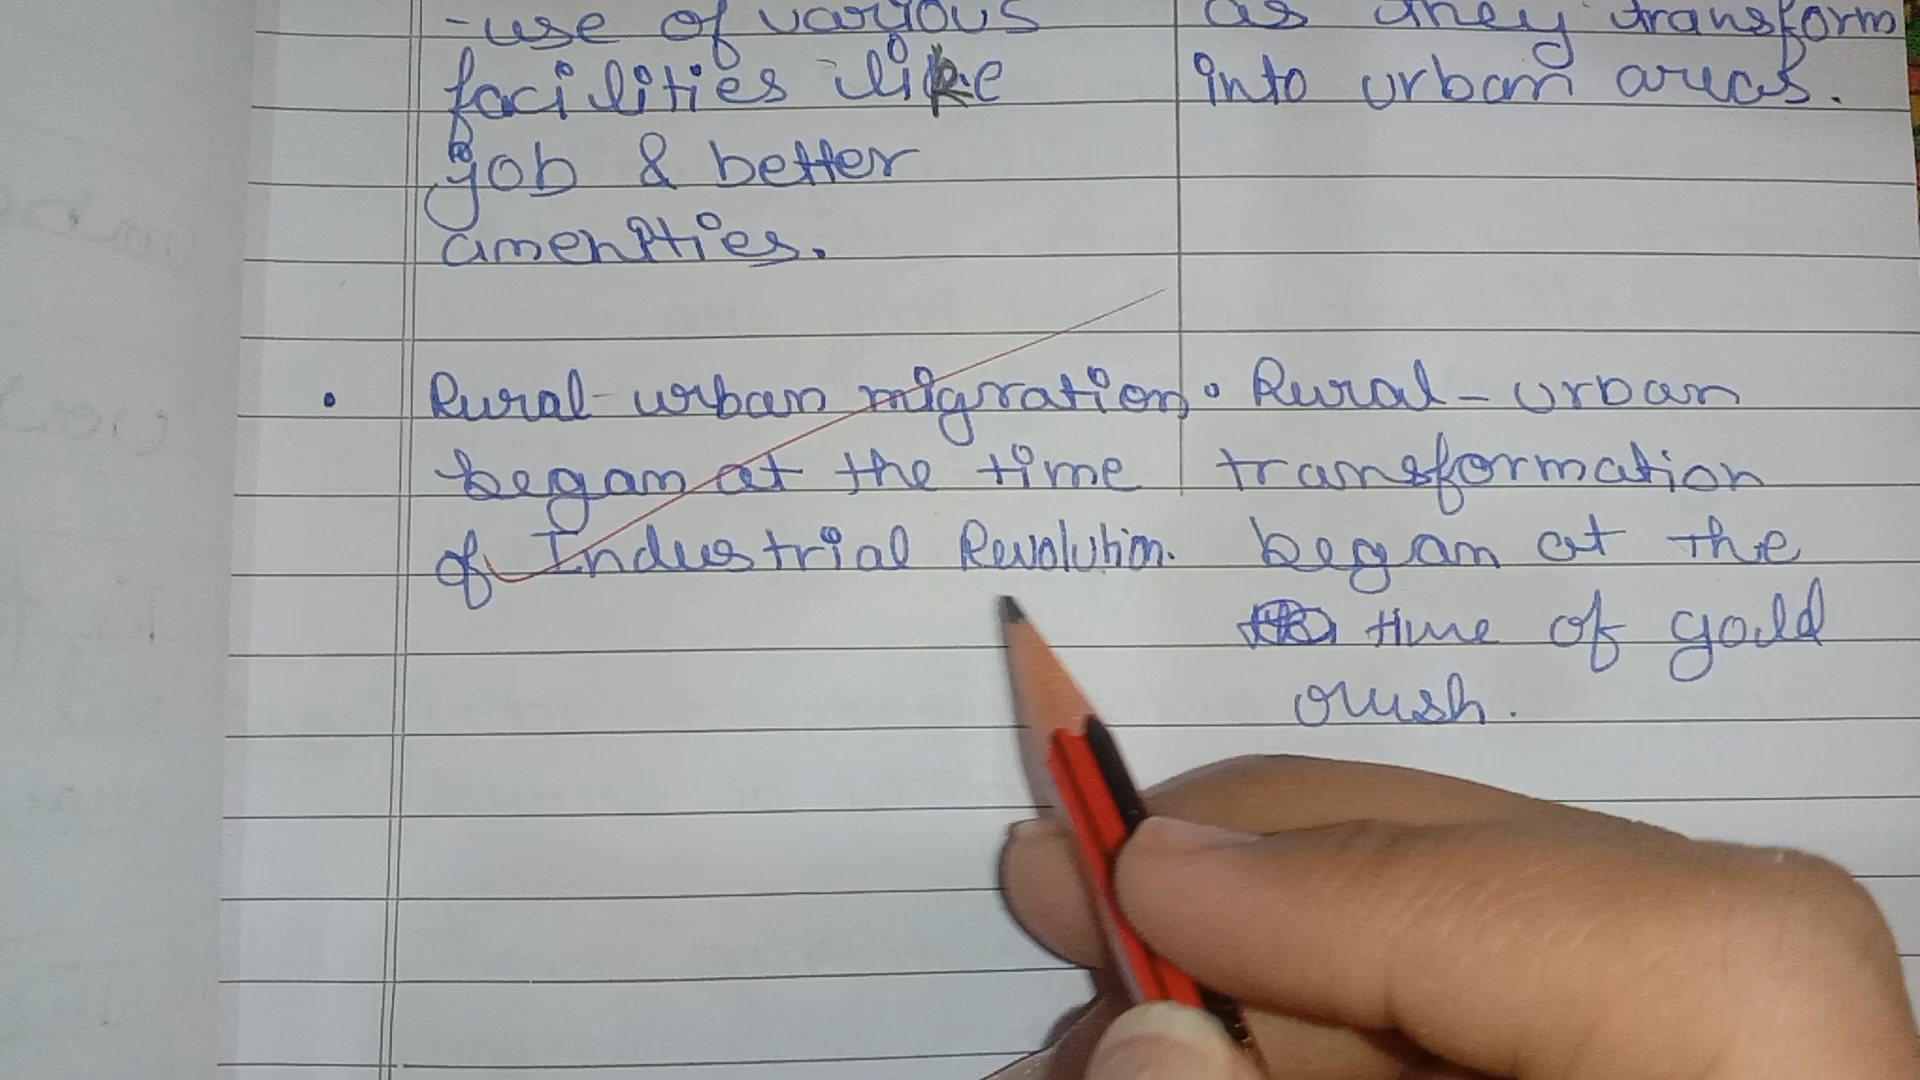 -use of various
facilities like
job & better
amenities.
• Rural-urban migration
began at the time
of Industrial Revolution.
as they transform
into urban areas.
• Rural-urban
transformation
began at the
time of gold
rush.